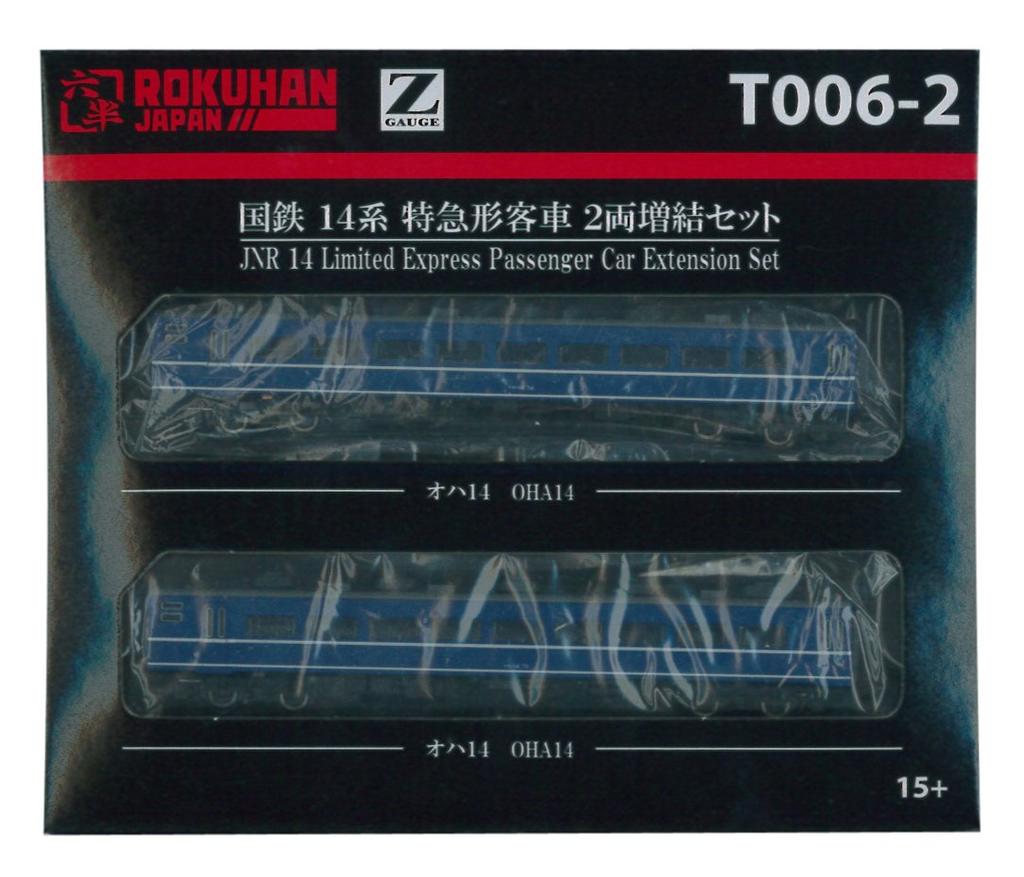 六半 ROKUHAN JAPAN
Z GAUGE
T006-2
国鉄 14系 特急形客車 2両増結セット
JNR 14 Limited Express Passenger Car Extension Set
オハ14 OHA14
オハ14 OHA14
15+